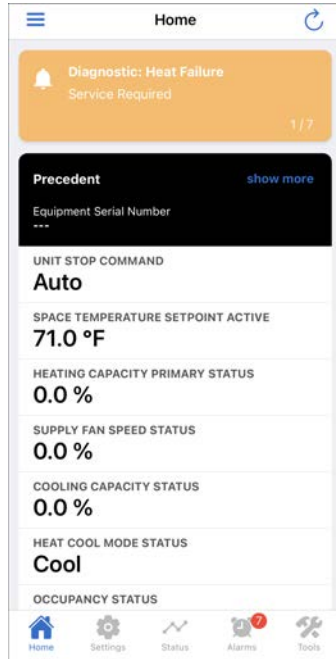 Home
Diagnostic: Heat Failure
Service Required
1/7
Precedent show more
Equipment Serial Number
---
UNIT STOP COMMAND
Auto
SPACE TEMPERATURE SETPOINT ACTIVE
71.0 °F
HEATING CAPACITY PRIMARY STATUS
0.0 %
SUPPLY FAN SPEED STATUS
0.0 %
COOLING CAPACITY STATUS
0.0 %
HEAT COOL MODE STATUS
Cool
OCCUPANCY STATUS
7
Home Settings Status Alarms Tools